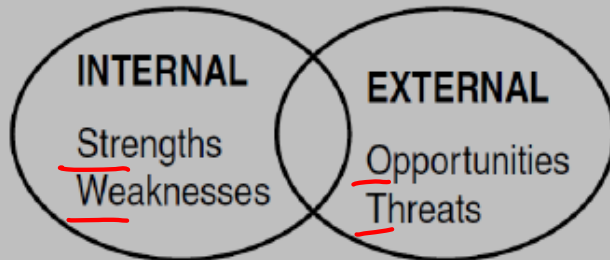 INTERNAL
Strengths
Weaknesses
EXTERNAL
Opportunities
Threats